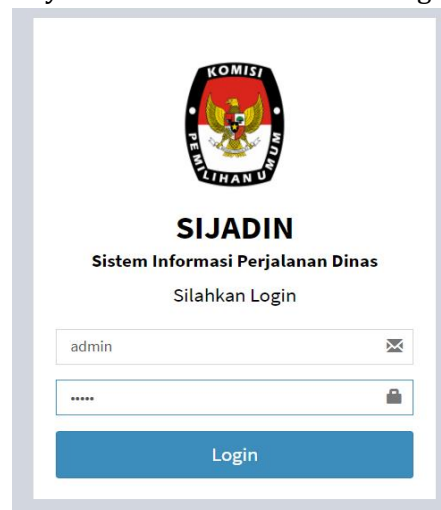 KOMISI
PEMILIHAN UMUM
SIJADIN
Sistem Informasi Perjalanan Dinas
Silahkan Login
admin
•••••
Login